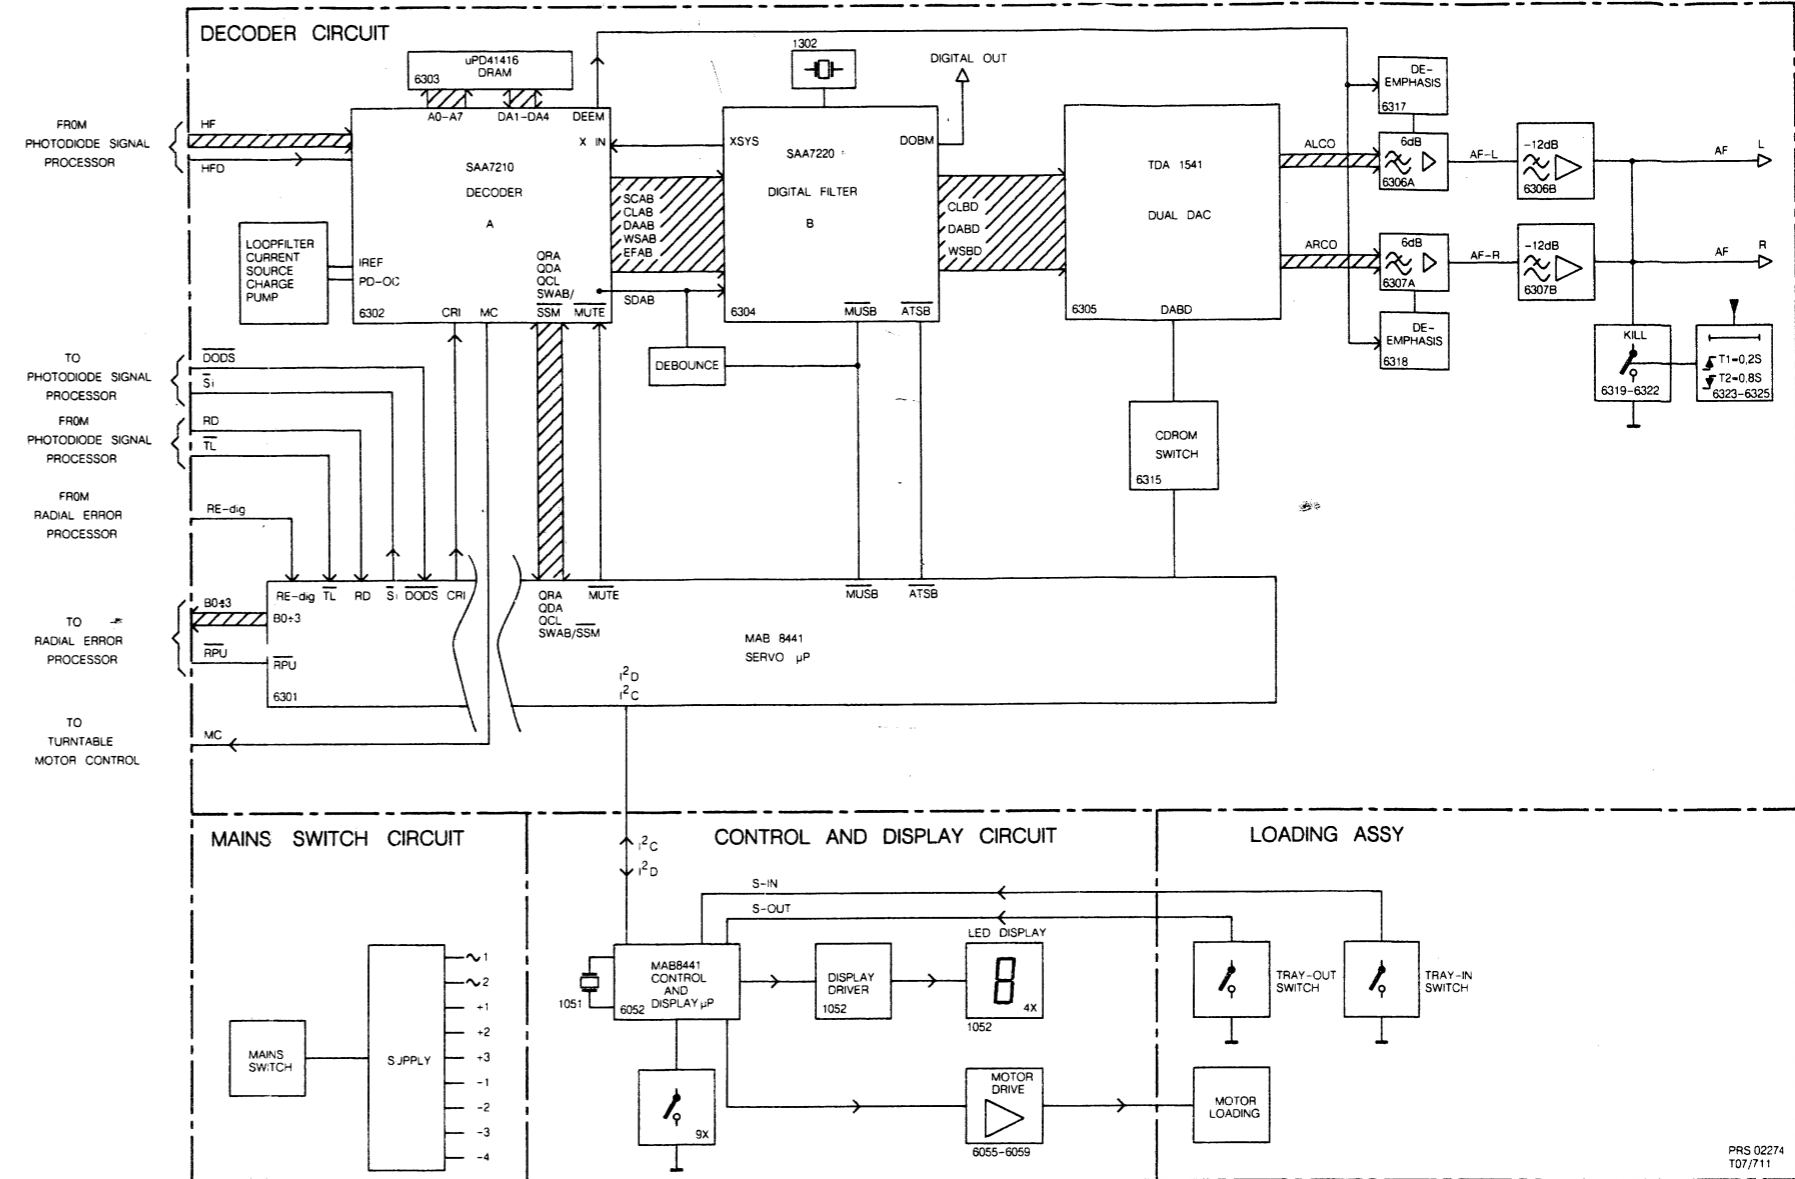 DECODER CIRCUIT
uPD41416
DRAM
6303
A0-A7
DA1-DA4
DEEM
1302
DIGITAL OUT
DE-
EMPHASIS
6317
FROM
PHOTODIODE SIGNAL
PROCESSOR
HF
HFD
X IN
SAA7210
DECODER
A
XSYS
DOBM
SAA7220
DIGITAL FILTER
B
TDA 1541
DUAL DAC
ALCO
6dB
6306A
AF-L
-12dB
6306B
AF
L
SCAB
CLAB
DAAB
WSAB
EFAB
CLBD
DABD
WSBD
ARCO
6dB
6307A
AF-R
-12dB
6307B
AF
R
LOOPFILTER
CURRENT
SOURCE
CHARGE
PUMP
IREF
PD-OC
QRA
QDA
QCL
SWAB/
SSM
MUTE
SDAB
6302
CRI
MC
6304
MUSB
ATSB
6305
DABD
DE-
EMPHASIS
6318
KILL
6319-6322
T1=0,2S
T2=0,8S
6323-6325
DEBOUNCE
CDROM
SWITCH
6315
TO
PHOTODIODE SIGNAL
PROCESSOR
DODS
Si
FROM
PHOTODIODE SIGNAL
PROCESSOR
RD
TL
FROM
RADIAL ERROR
PROCESSOR
RE-dig
TO
RADIAL ERROR
PROCESSOR
B0÷3
RPU
RE-dig
TL
RD
Si
DODS
CRI
B0÷3
RPU
6301
QRA
QDA
QCL
SWAB/SSM
MUTE
MUSB
ATSB
MAB 8441
SERVO µP
I²D
I²C
TO
TURNTABLE
MOTOR CONTROL
MC
MAINS SWITCH CIRCUIT
MAINS
SWITCH
SUPPLY
∼1
∼2
+1
+2
+3
-1
-2
-3
-4
CONTROL AND DISPLAY CIRCUIT
I²C
I²D
S-IN
S-OUT
1051
MAB8441
CONTROL
AND
DISPLAY µP
6052
DISPLAY
DRIVER
1052
LED DISPLAY
4X
1052
9X
MOTOR
DRIVE
6055-6059
LOADING ASSY
TRAY-OUT
SWITCH
TRAY-IN
SWITCH
MOTOR
LOADING
PRS 02274
T07/711